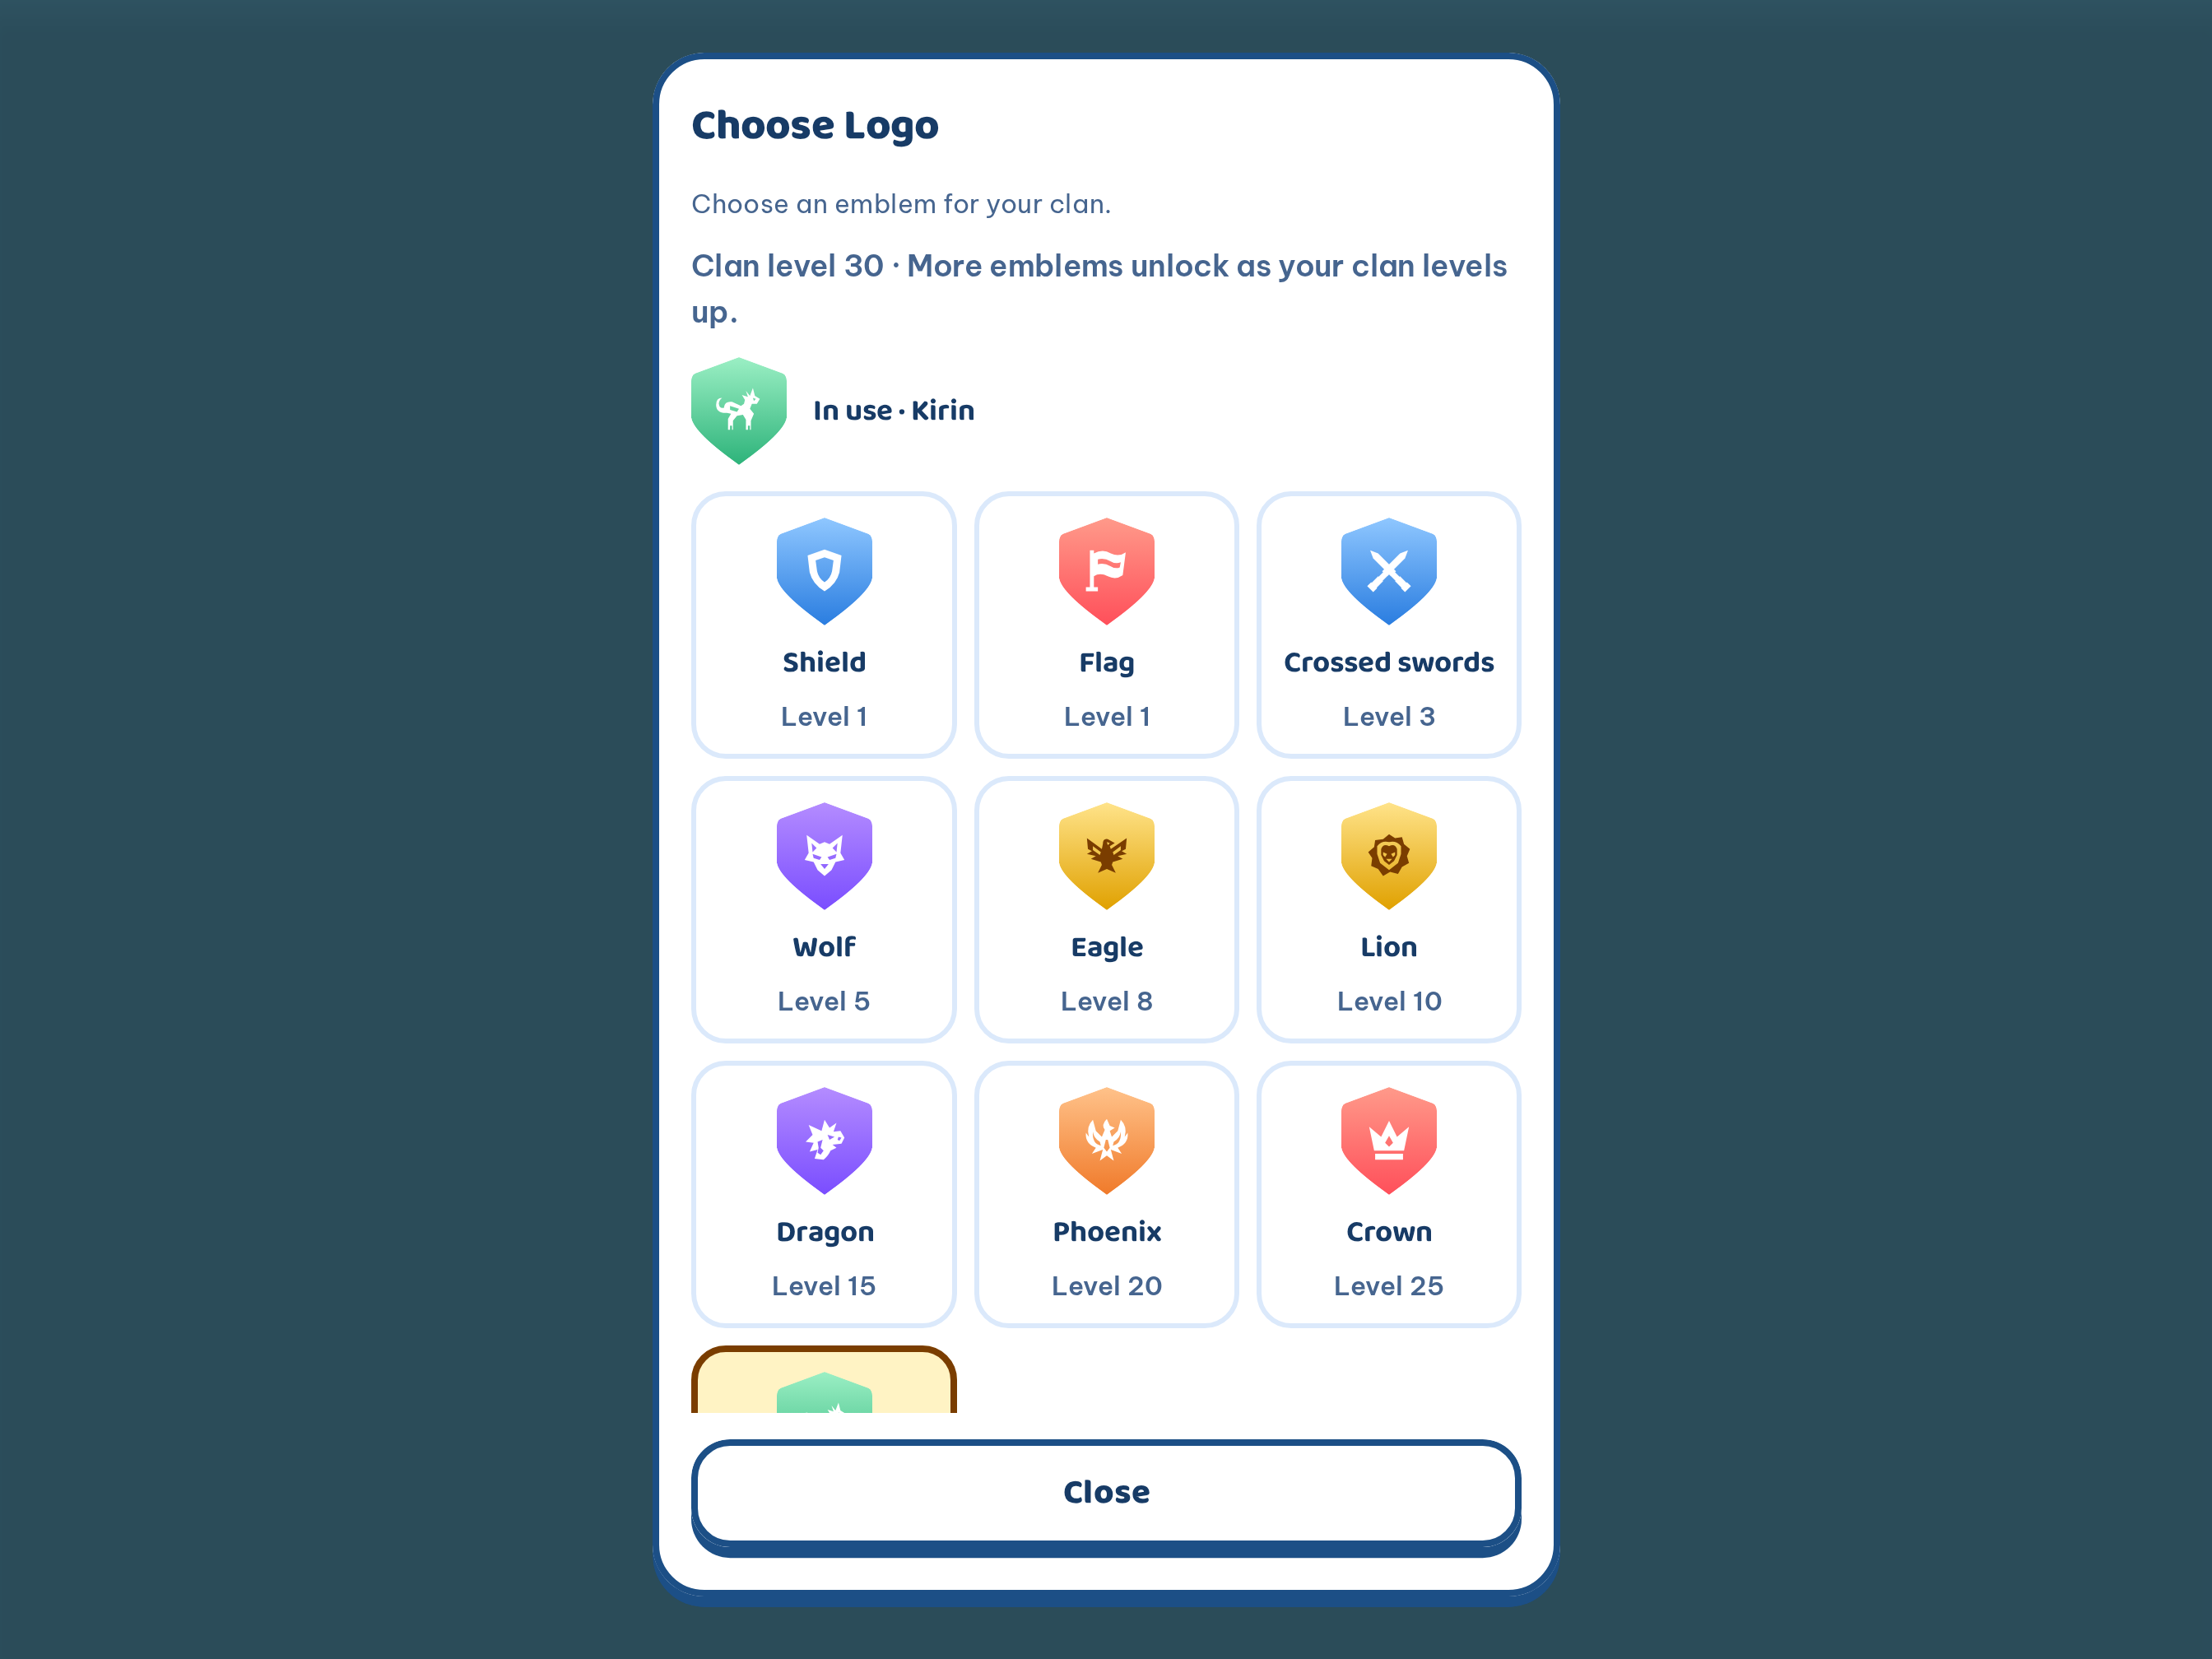 Choose Logo
Choose an emblem for your clan.
Clan level 30 · More emblems unlock as your clan levels
up.
In use · Kirin
Shield
Level 1
Flag
Level 1
Crossed swords
Level 3
Wolf
Level 5
Eagle
Level 8
Lion
Level 10
Dragon
Level 15
Phoenix
Level 20
Crown
Level 25
Close